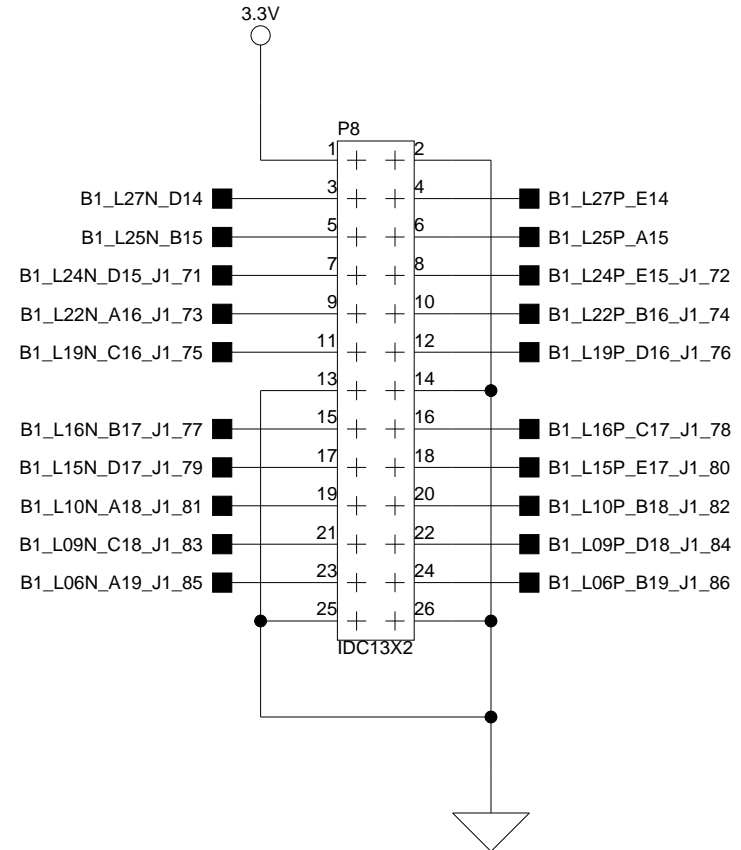 3.3V
P8
1 2
B1_L27N_D14 3 4 B1_L27P_E14
B1_L25N_B15 5 6 B1_L25P_A15
B1_L24N_D15_J1_71 7 8 B1_L24P_E15_J1_72
B1_L22N_A16_J1_73 9 10 B1_L22P_B16_J1_74
B1_L19N_C16_J1_75 11 12 B1_L19P_D16_J1_76
13 14
B1_L16N_B17_J1_77 15 16 B1_L16P_C17_J1_78
B1_L15N_D17_J1_79 17 18 B1_L15P_E17_J1_80
B1_L10N_A18_J1_81 19 20 B1_L10P_B18_J1_82
B1_L09N_C18_J1_83 21 22 B1_L09P_D18_J1_84
B1_L06N_A19_J1_85 23 24 B1_L06P_B19_J1_86
25 26
IDC13X2